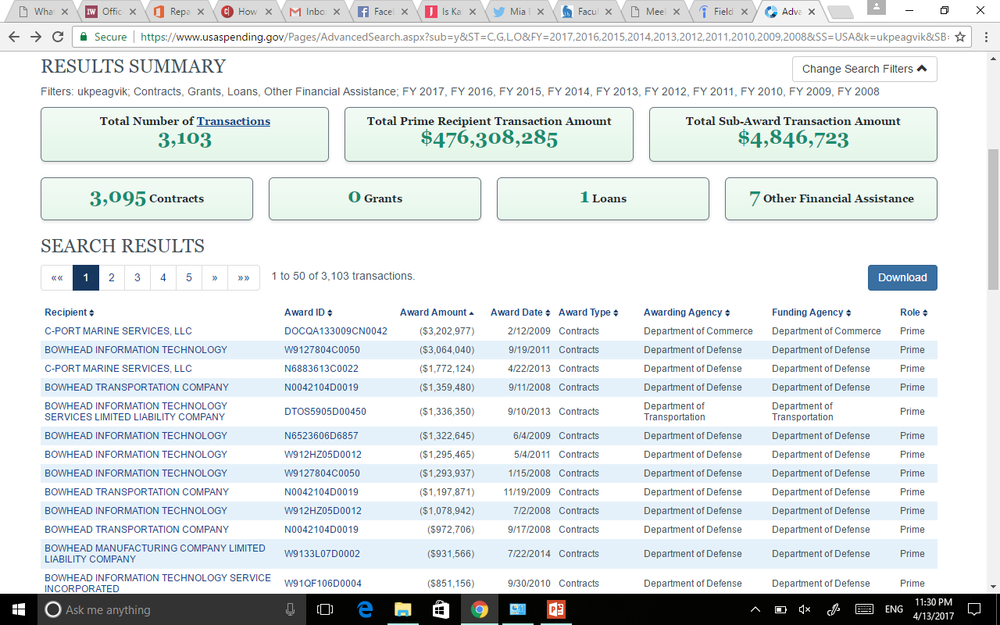 What
Offic
Repa
How
Inbo
Face
Is Ka
Mia
Facul
Meel
Field
Adva
Secure https://www.usaspending.gov/Pages/AdvancedSearch.aspx?sub=y&ST=C,G,L,O&FY=2017,2016,2015,2014,2013,2012,2011,2010,2009,2008&SS=USA&k=ukpeagvik&SB=
RESULTS SUMMARY
Change Search Filters
Filters: ukpeagvik; Contracts, Grants, Loans, Other Financial Assistance; FY 2017, FY 2016, FY 2015, FY 2014, FY 2013, FY 2012, FY 2011, FY 2010, FY 2009, FY 2008
Total Number of Transactions
3,103
Total Prime Recipient Transaction Amount
$476,308,285
Total Sub-Award Transaction Amount
$4,846,723
3,095 Contracts
0 Grants
1 Loans
7 Other Financial Assistance
SEARCH RESULTS
«« 1 2 3 4 5 » »» 1 to 50 of 3,103 transactions.
Download
Recipient Award ID Award Amount Award Date Award Type Awarding Agency Funding Agency Role
C-PORT MARINE SERVICES, LLC DOCQA133009CN0042 ($3,202,977) 2/12/2009 Contracts Department of Commerce Department of Commerce Prime
BOWHEAD INFORMATION TECHNOLOGY W9127804C0050 ($3,064,040) 9/19/2011 Contracts Department of Defense Department of Defense Prime
C-PORT MARINE SERVICES, LLC N6883613C0022 ($1,772,124) 4/22/2013 Contracts Department of Defense Department of Defense Prime
BOWHEAD TRANSPORTATION COMPANY N0042104D0019 ($1,359,480) 9/11/2008 Contracts Department of Defense Department of Defense Prime
BOWHEAD INFORMATION TECHNOLOGY
SERVICES LIMITED LIABILITY COMPANY DTOS5905D00450 ($1,336,350) 9/10/2013 Contracts Department of
Transportation Department of
Transportation Prime
BOWHEAD INFORMATION TECHNOLOGY N6523606D6857 ($1,322,645) 6/4/2009 Contracts Department of Defense Department of Defense Prime
BOWHEAD INFORMATION TECHNOLOGY W912HZ05D0012 ($1,295,465) 5/4/2011 Contracts Department of Defense Department of Defense Prime
BOWHEAD INFORMATION TECHNOLOGY W9127804C0050 ($1,293,937) 1/15/2008 Contracts Department of Defense Department of Defense Prime
BOWHEAD TRANSPORTATION COMPANY N0042104D0019 ($1,197,871) 11/19/2009 Contracts Department of Defense Department of Defense Prime
BOWHEAD INFORMATION TECHNOLOGY W912HZ05D0012 ($1,078,942) 7/2/2008 Contracts Department of Defense Department of Defense Prime
BOWHEAD TRANSPORTATION COMPANY N0042104D0019 ($972,706) 9/17/2008 Contracts Department of Defense Department of Defense Prime
BOWHEAD MANUFACTURING COMPANY LIMITED
LIABILITY COMPANY W9133L07D0002 ($931,566) 7/22/2014 Contracts Department of Defense Department of Defense Prime
BOWHEAD INFORMATION TECHNOLOGY SERVICE
INCORPORATED W91QF106D0004 ($851,156) 9/30/2010 Contracts Department of Defense Department of Defense Prime
Ask me anything
ENG
11:30 PM
4/13/2017